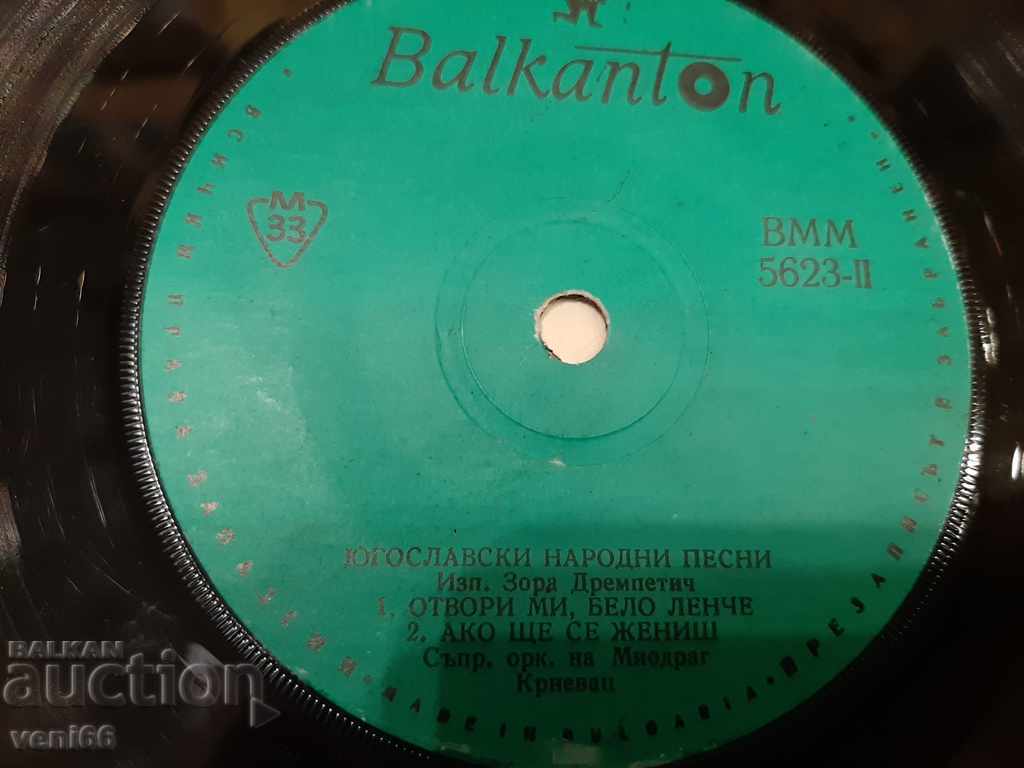 Balkanton
М
33
ВММ
5623-II
ЮГОСЛАВСКИ НАРОДНИ ПЕСНИ
Изп. Зора Дремпетич
1. ОТВОРИ МИ, БЕЛО ЛЕНЧЕ
2. АКО ЩЕ СЕ ЖЕНИШ
Съпр. орк. на Миодраг
Крневац
MADE IN BULGARIA
BALKAN
auction
veni66